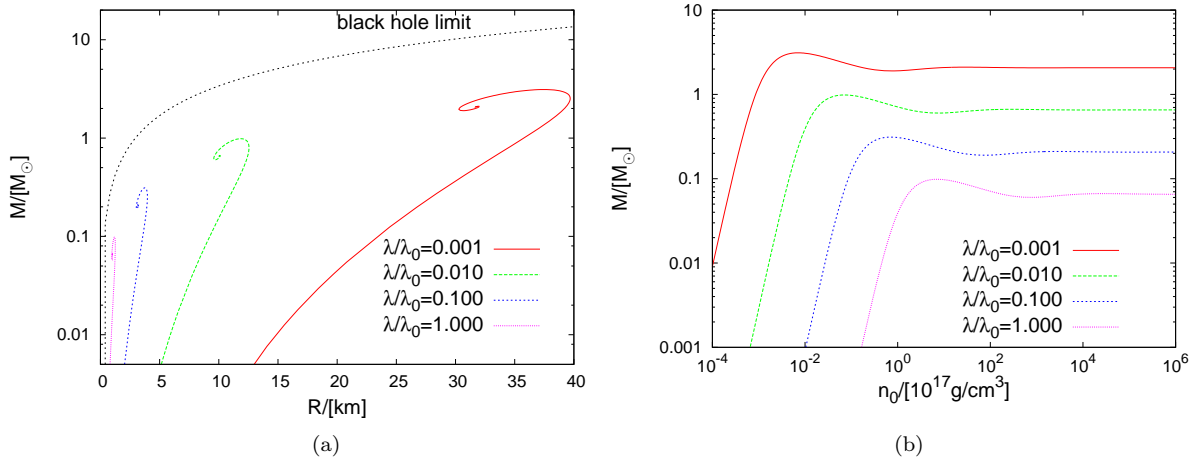 black hole limit
10
1
0.1
0.01
M/[M⊙]
λ/λ₀=0.001
λ/λ₀=0.010
λ/λ₀=0.100
λ/λ₀=1.000
0 5 10 15 20 25 30 35 40
R/[km]
(a)
10
1
0.1
0.01
0.001
M/[M⊙]
λ/λ₀=0.001
λ/λ₀=0.010
λ/λ₀=0.100
λ/λ₀=1.000
10⁻⁴ 10⁻² 10⁰ 10² 10⁴ 10⁶
n₀/[10¹⁷g/cm³]
(b)